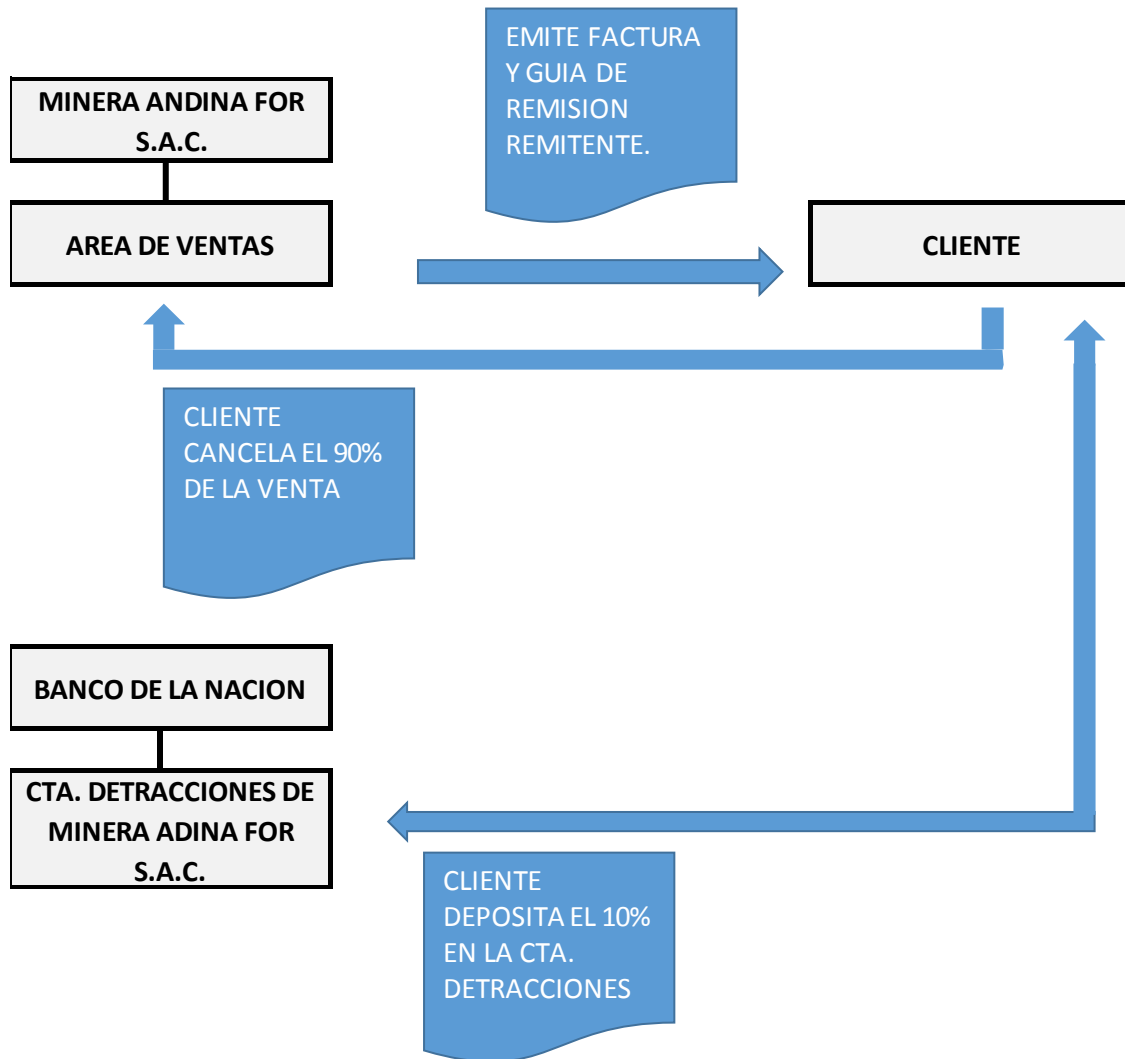 EMITE FACTURA
Y GUIA DE
REMISION
REMITENTE.
MINERA ANDINA FOR
S.A.C.
AREA DE VENTAS
CLIENTE
CLIENTE
CANCELA EL 90%
DE LA VENTA
BANCO DE LA NACION
CTA. DETRACCIONES DE
MINERA ADINA FOR
S.A.C.
CLIENTE
DEPOSITA EL 10%
EN LA CTA.
DETRACCIONES